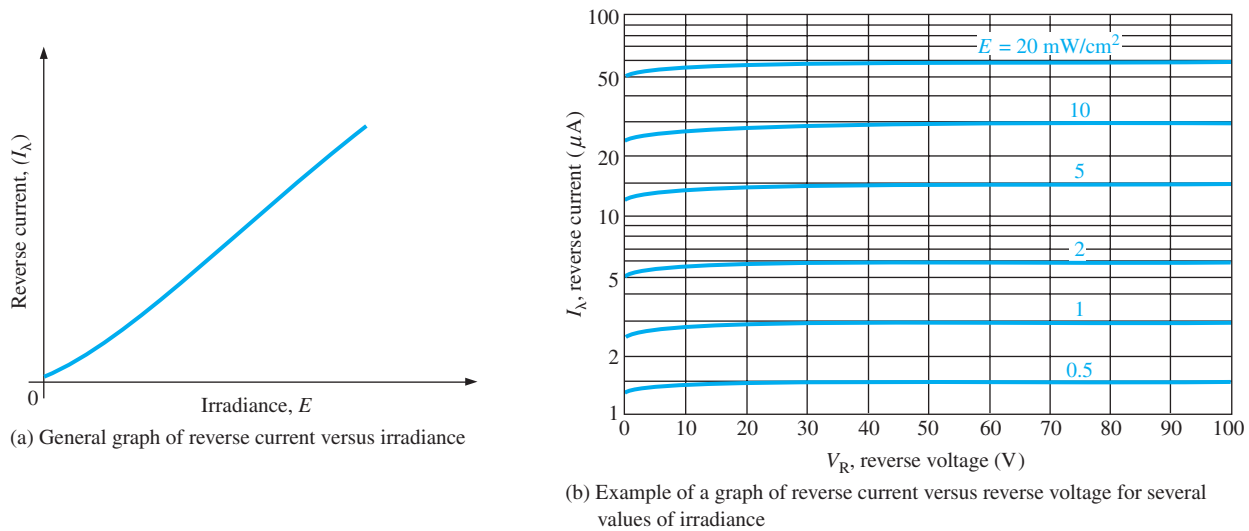 Reverse current, (Iλ)
0
Irradiance, E
(a) General graph of reverse current versus irradiance
Iλ, reverse current (μA)
100
50
20
10
5
2
1
E = 20 mW/cm²
10
5
2
1
0.5
0 10 20 30 40 50 60 70 80 90 100
VR, reverse voltage (V)
(b) Example of a graph of reverse current versus reverse voltage for several
values of irradiance